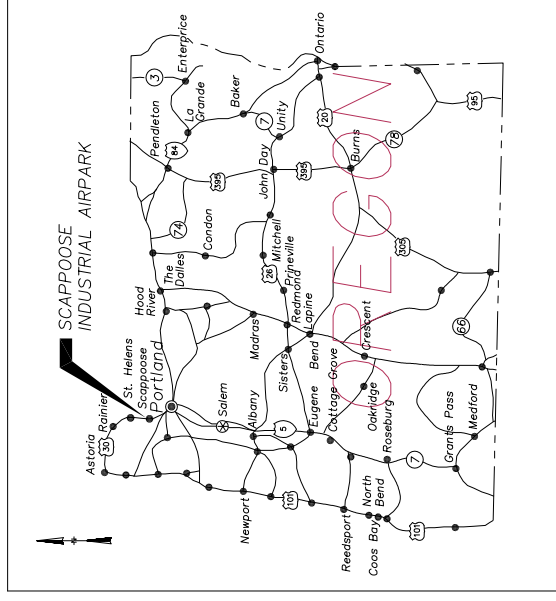 SCAPPOOSE
INDUSTRIAL AIRPARK
Astoria
Rainier
30
St. Helens
Scappoose
Portland
Hood
River
The
Dalles
74
Pendleton
84
La
Grande
3
Enterprice
Condon
395
Baker
7
Unity
Salem
Albany
Newport
101
5
Madras
Mitchell
26
Prineville
Redmond
John Day
395
20
Ontario
OREGON
Sisters
Bend
Lapine
Burns
Eugene
Cottage Grove
Crescent
Oakridge
Roseburg
305
78
95
Reedsport
North
Bend
Coos Bay
101
7
Grants Pass
Medford
66